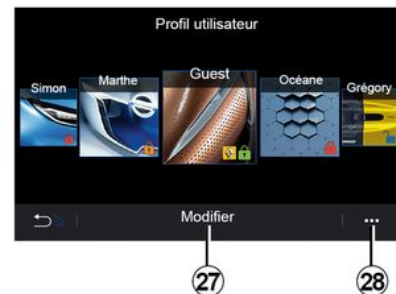 Profil utilisateur
Simon
Marthe
Guest
Océane
Grégory
Modifier
27
28